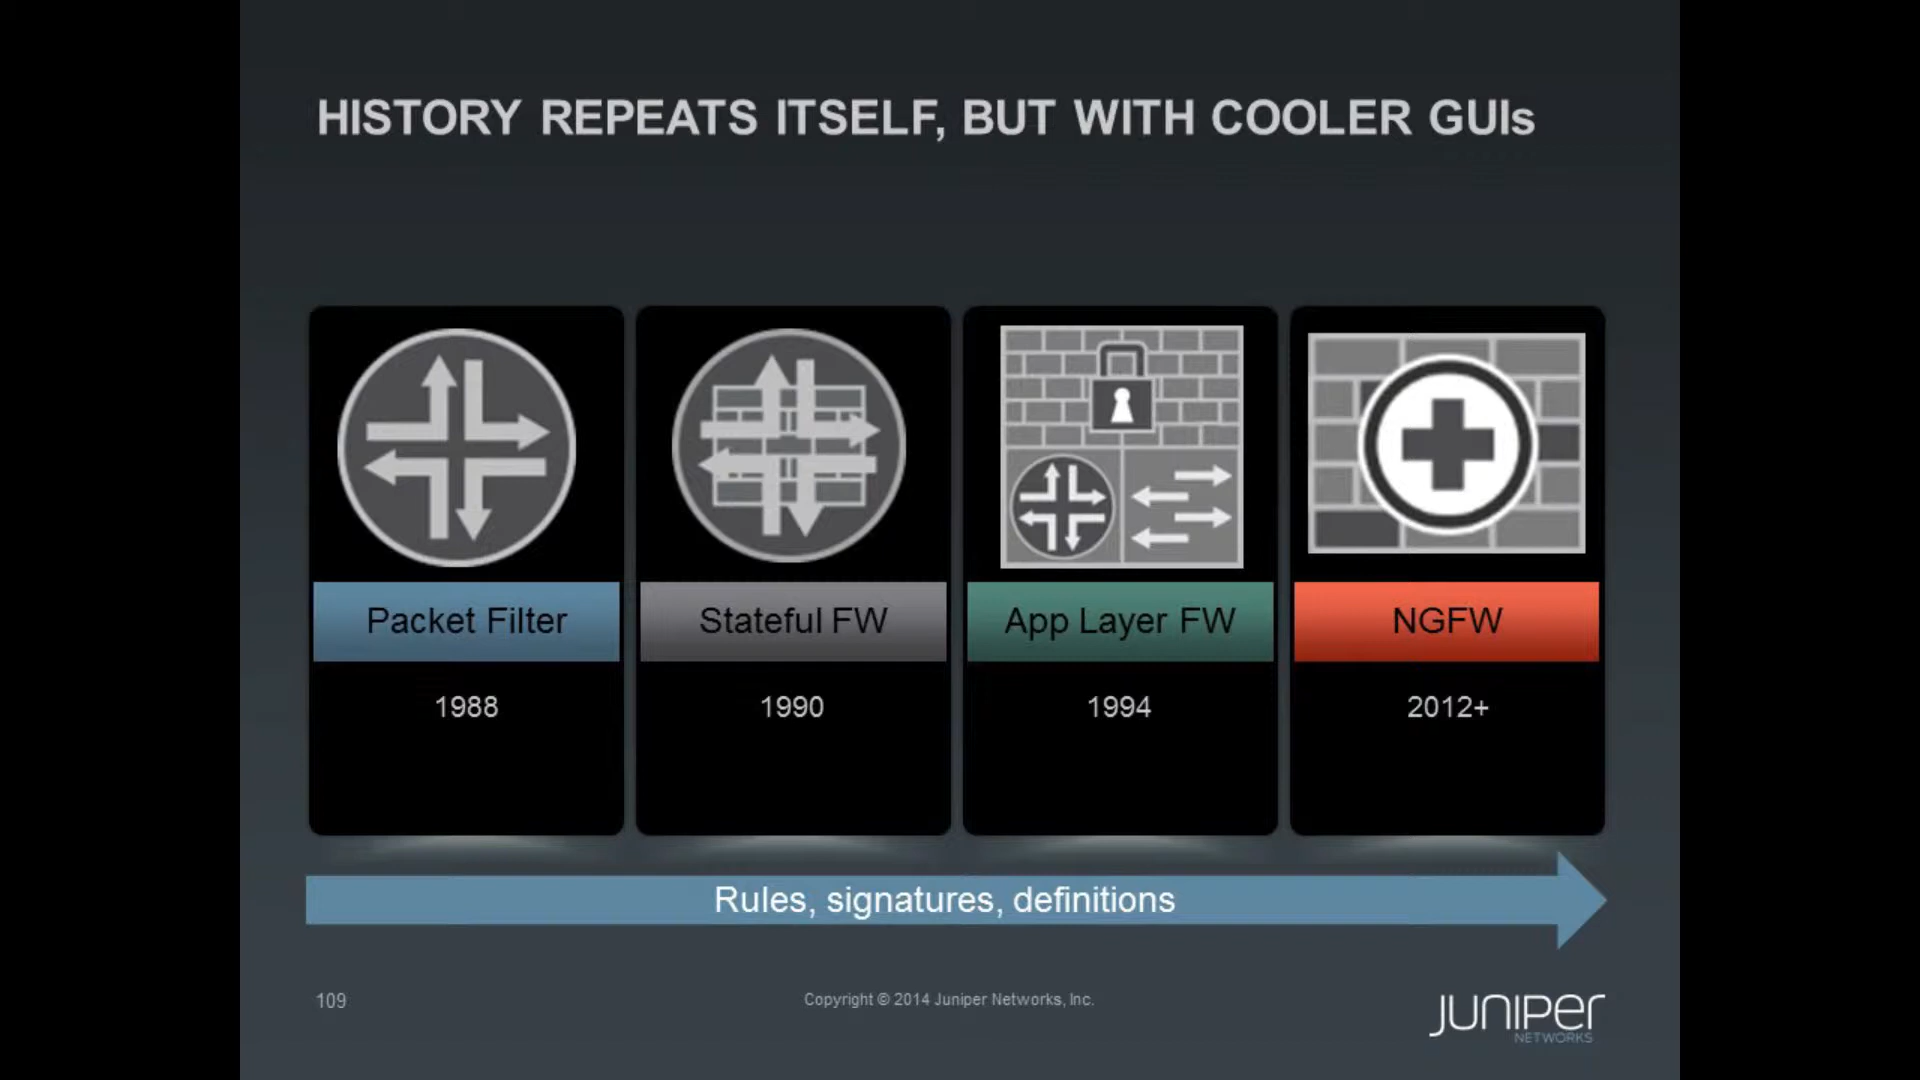 HISTORY REPEATS ITSELF, BUT WITH COOLER GUIs
Packet Filter
Stateful FW
App Layer FW
NGFW
1988
1990
1994
2012+
Rules, signatures, definitions
109
Copyright © 2014 Juniper Networks, Inc.
JUNIPER
NETWORKS